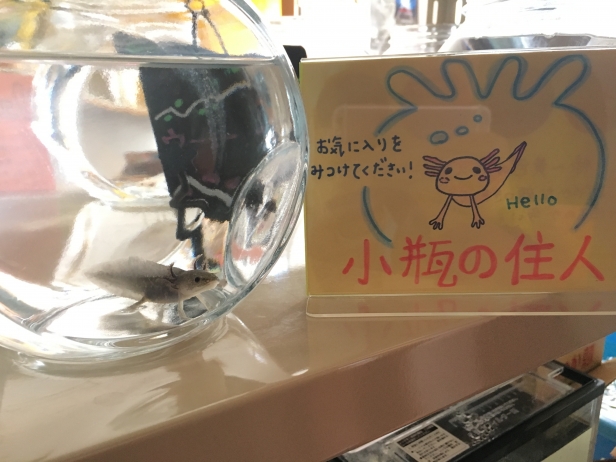 お気に入りを
みつけてください!
Hello
小瓶の住人